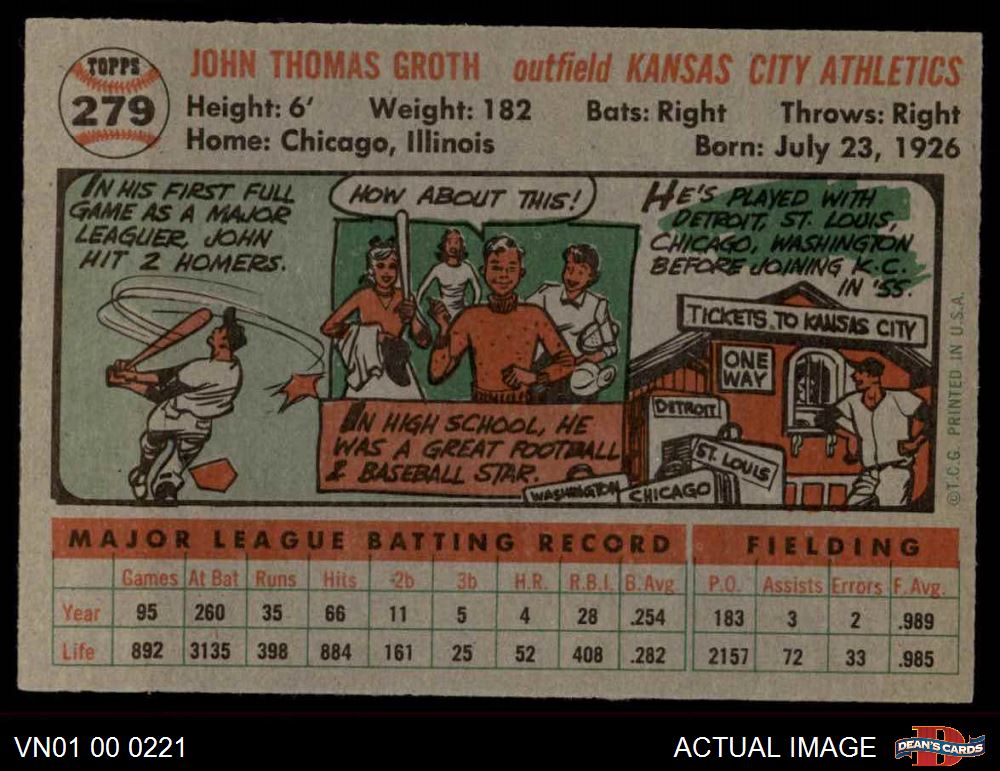 TOPPS
279
JOHN THOMAS GROTH outfield KANSAS CITY ATHLETICS
Height: 6' Weight: 182 Bats: Right Throws: Right
Home: Chicago, Illinois Born: July 23, 1926
IN HIS FIRST FULL
GAME AS A MAJOR
LEAGUER, JOHN
HIT 2 HOMERS.
HOW ABOUT THIS!
IN HIGH SCHOOL, HE
WAS A GREAT FOOTBALL
& BASEBALL STAR.
HE'S PLAYED WITH
DETROIT, ST. LOUIS,
CHICAGO, WASHINGTON
BEFORE JOINING K.C.
IN '55.
TICKETS TO KANSAS CITY
ONE
WAY
DETROIT
ST. LOUIS
WASHINGTON
CHICAGO
©T.C.G. PRINTED IN U.S.A.
MAJOR LEAGUE BATTING RECORD FIELDING
Games At Bat Runs Hits 2b 3b H.R. R.B.I. B.Avg. P.O. Assists Errors F.Avg.
Year 95 260 35 66 11 5 4 28 .254 183 3 2 .989
Life 892 3135 398 884 161 25 52 408 .282 2157 72 33 .985
VN01 00 0221 ACTUAL IMAGE
D
DEAN'S CARDS